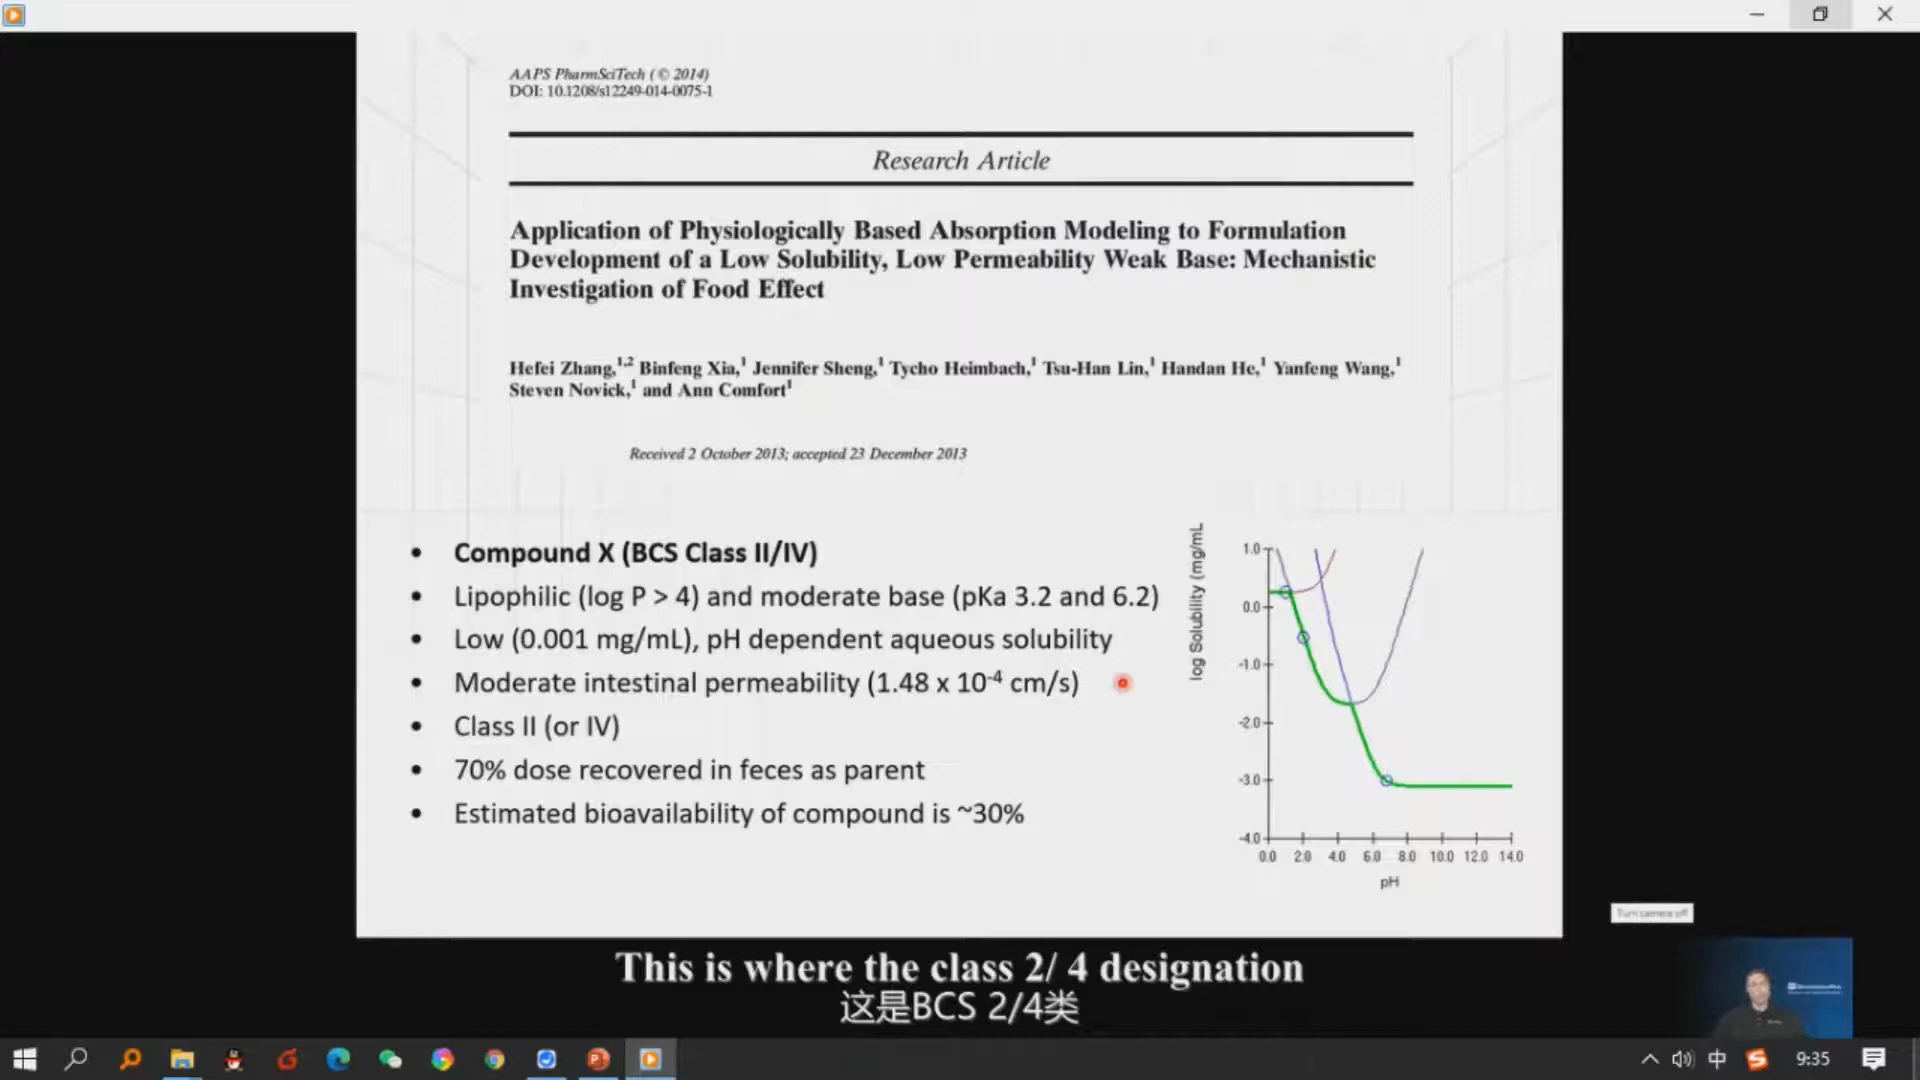 AAPS PharmSciTech ( © 2014)
DOI: 10.1208/s12249-014-0075-1
Research Article
Application of Physiologically Based Absorption Modeling to Formulation
Development of a Low Solubility, Low Permeability Weak Base: Mechanistic
Investigation of Food Effect
Hefei Zhang,1,2 Binfeng Xia,1 Jennifer Sheng,1 Tycho Heimbach,1 Tsu-Han Lin,1 Handan He,1 Yanfeng Wang,1
Steven Novick,1 and Ann Comfort1
Received 2 October 2013; accepted 23 December 2013
• Compound X (BCS Class II/IV)
• Lipophilic (log P > 4) and moderate base (pKa 3.2 and 6.2)
• Low (0.001 mg/mL), pH dependent aqueous solubility
• Moderate intestinal permeability (1.48 x 10-4 cm/s)
• Class II (or IV)
• 70% dose recovered in feces as parent
• Estimated bioavailability of compound is ~30%
log Solubility (mg/mL
1.0
0.0
-1.0
-2.0
-3.0
-4.0
0.0 2.0 4.0 6.0 8.0 10.0 12.0 14.0
pH
Turn camera off
This is where the class 2/ 4 designation
这是BCS 2/4类
中
9:35